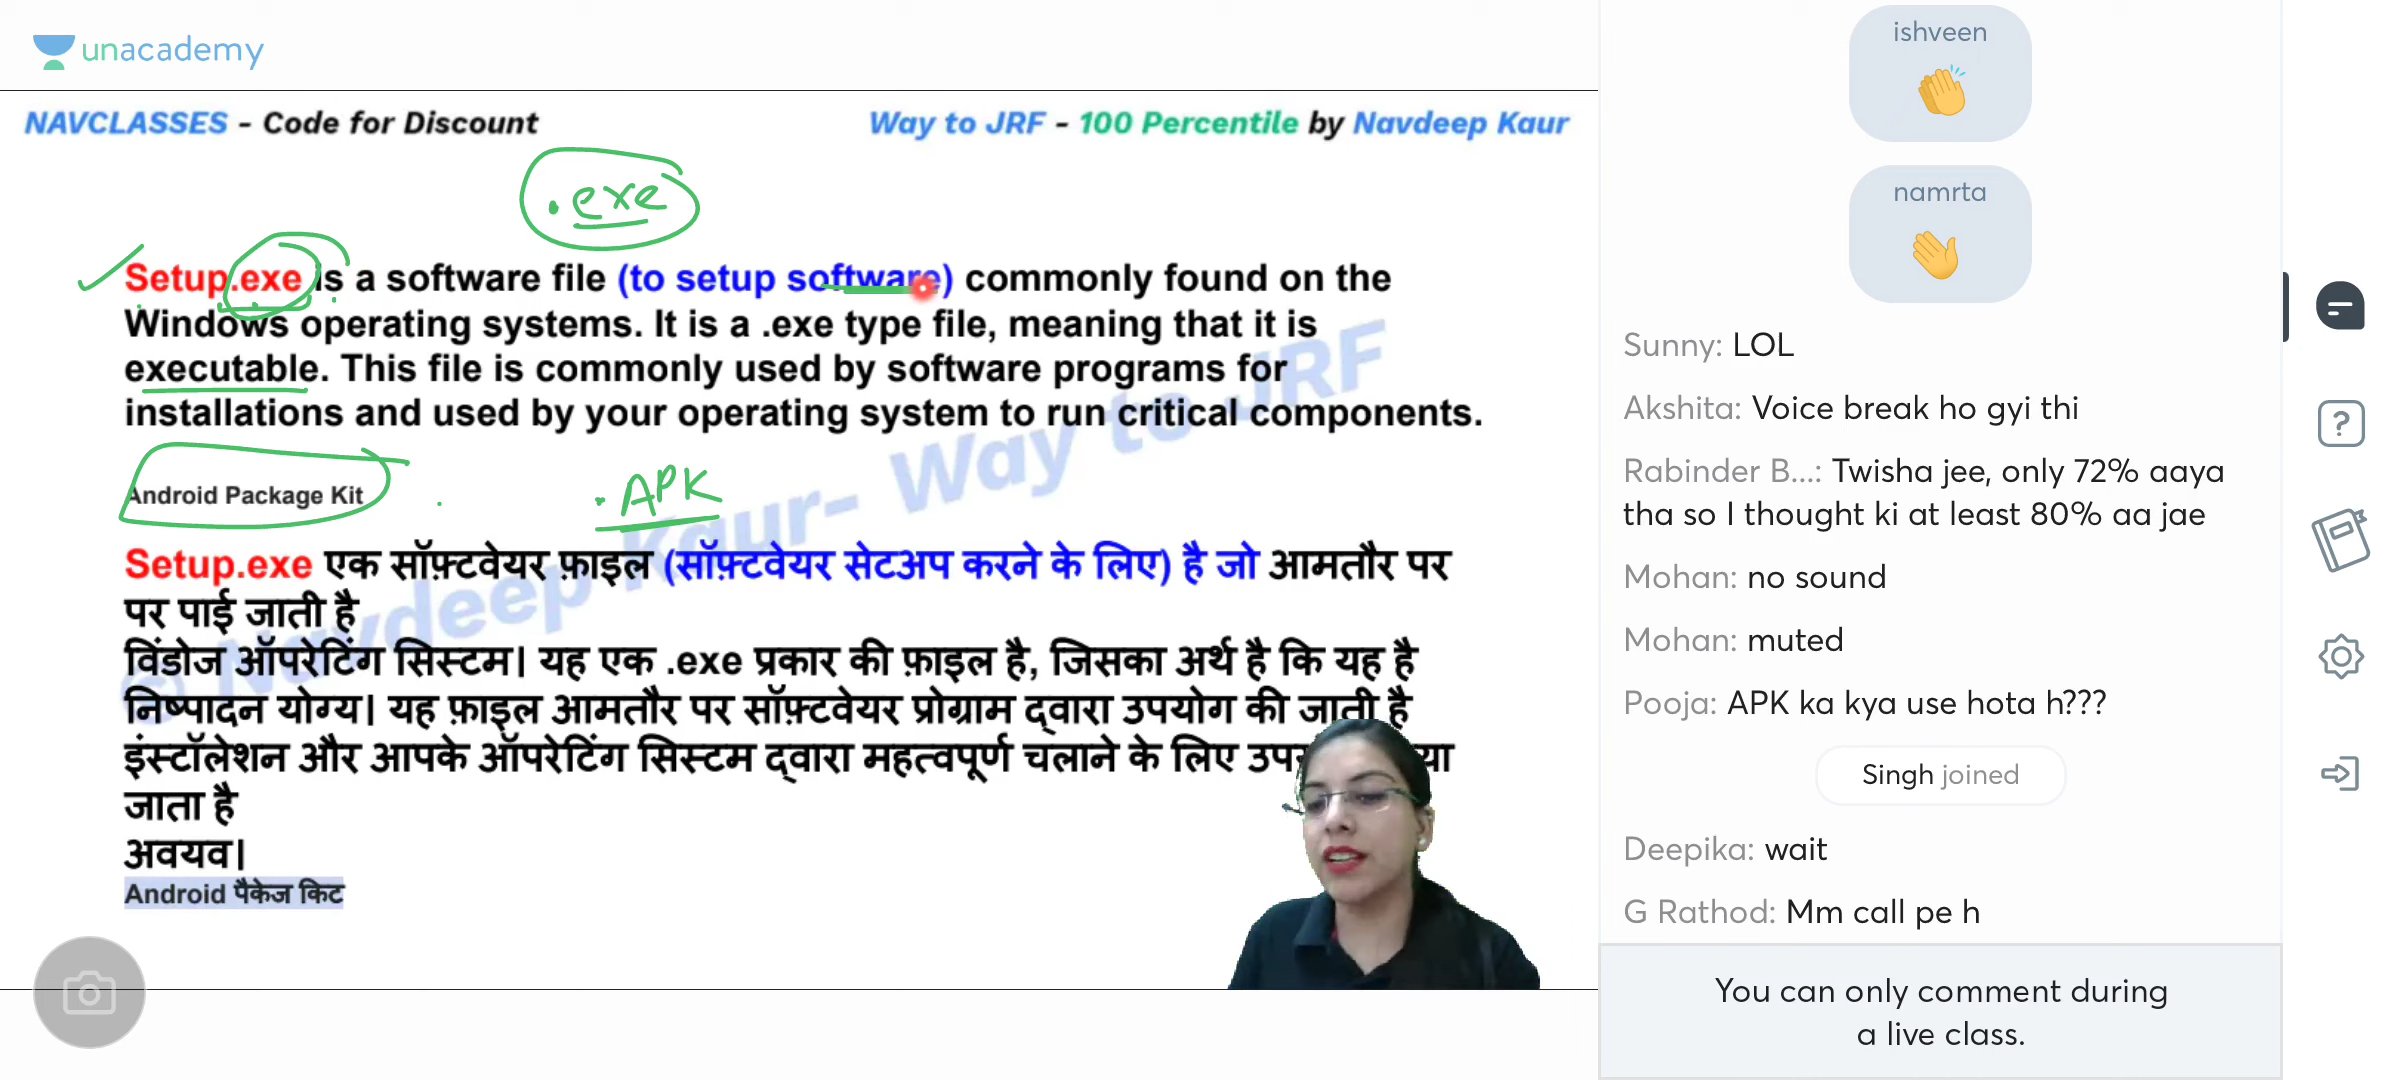 unacademy
NAVCLASSES - Code for Discount
Way to JRF - 100 Percentile by Navdeep Kaur
.exe
Setup.exe is a software file (to setup software) commonly found on the
Windows operating systems. It is a .exe type file, meaning that it is
executable. This file is commonly used by software programs for
installations and used by your operating system to run critical components.
Android Package Kit
.APK
Setup.exe एक सॉफ़्टवेयर फ़ाइल (सॉफ़्टवेयर सेटअप करने के लिए) है जो आमतौर पर
पर पाई जाती है
विंडोज ऑपरेटिंग सिस्टम। यह एक .exe प्रकार की फ़ाइल है, जिसका अर्थ है कि यह है
निष्पादन योग्य। यह फ़ाइल आमतौर पर सॉफ़्टवेयर प्रोग्राम द्वारा उपयोग की जाती है
इंस्टॉलेशन और आपके ऑपरेटिंग सिस्टम द्वारा महत्वपूर्ण चलाने के लिए
जाता है
अवयव।
Android पैकेज किट
© Navdeep Kaur- Way to JRF
ishveen
namrta
Sunny: LOL
Akshita: Voice break ho gyi thi
Rabinder B...: Twisha jee, only 72% aaya
tha so I thought ki at least 80% aa jae
Mohan: no sound
Mohan: muted
Pooja: APK ka kya use hota h???
Singh joined
Deepika: wait
G Rathod: Mm call pe h
You can only comment during
a live class.